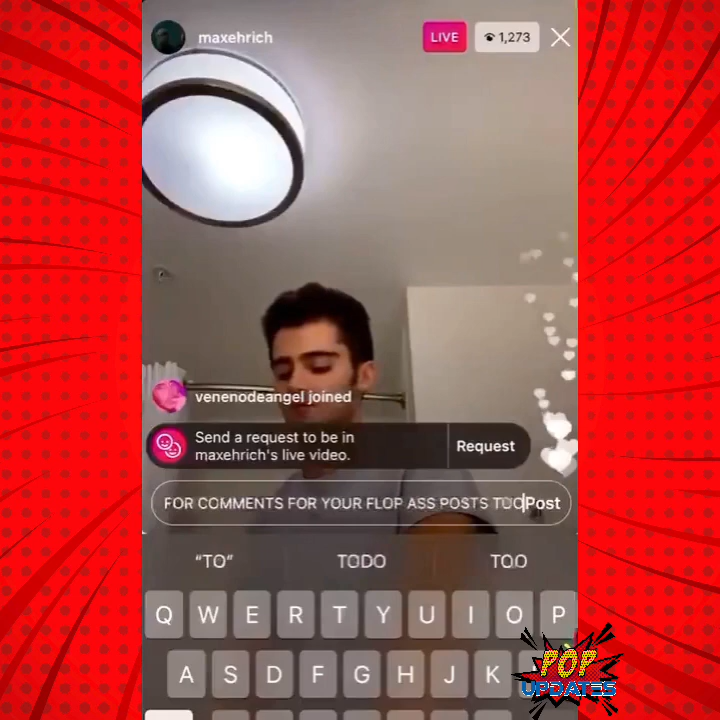 maxehrich
LIVE
1,273
venenodeangel joined
Send a request to be in
maxehrich's live video.
Request
FOR COMMENTS FOR YOUR FLOP ASS POSTS TOO
Post
“TO”
TODO
TOO
Q W E R T Y U I O P
A S D F G H J K
POP
UPDATES